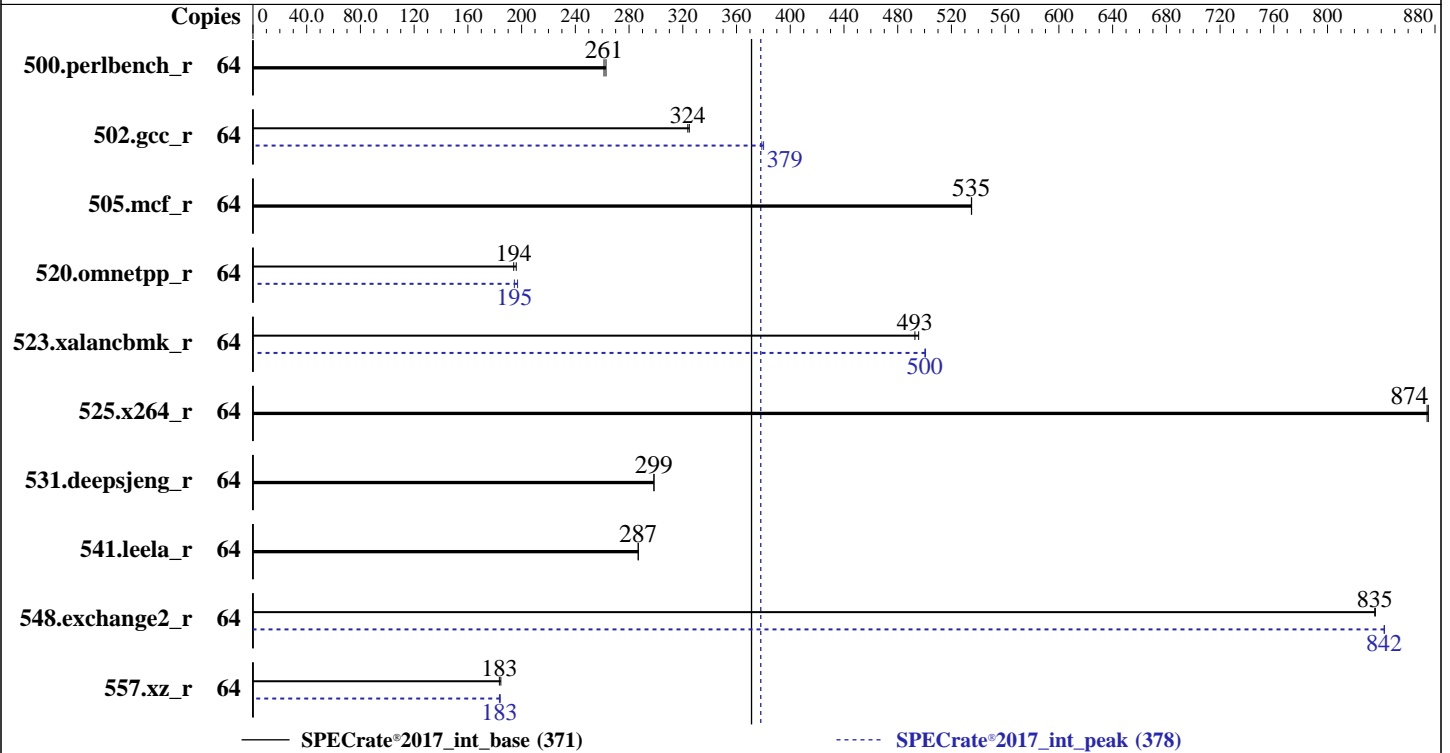 Copies 0 40.0 80.0 120 160 200 240 280 320 360 400 440 480 520 560 600 640 680 720 760 800 880
261
500.perlbench_r 64
324
502.gcc_r 64
379
535
505.mcf_r 64
194
520.omnetpp_r 64
195
493
523.xalancbmk_r 64
500
874
525.x264_r 64
299
531.deepsjeng_r 64
287
541.leela_r 64
835
548.exchange2_r 64
842
183
557.xz_r 64
183
SPECrate®2017_int_base (371) SPECrate®2017_int_peak (378)